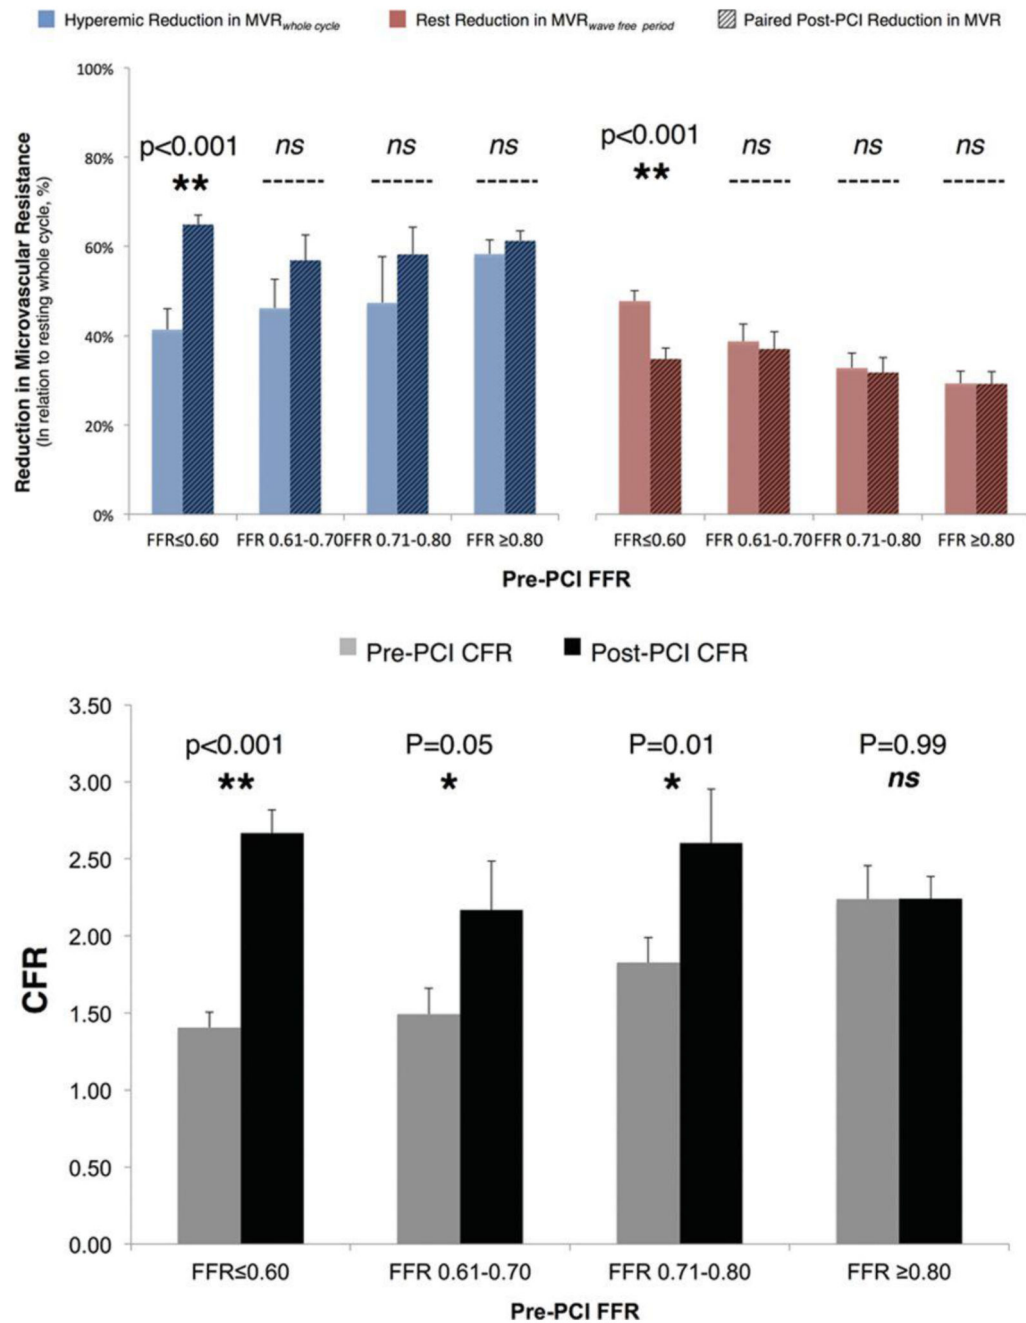 Hyperemic Reduction in MVRwhole cycle Rest Reduction in MVRwave free period Paired Post-PCI Reduction in MVR
Reduction in Microvascular Resistance
(In relation to resting whole cycle, %)
100%
80%
60%
40%
20%
0%
p<0.001 ns ns ns p<0.001 ns ns ns
** ------ ------ ------ ** ------ ------ ------
FFR≤0.60 FFR 0.61-0.70 FFR 0.71-0.80 FFR ≥0.80 FFR≤0.60 FFR 0.61-0.70 FFR 0.71-0.80 FFR ≥0.80
Pre-PCI FFR
Pre-PCI CFR Post-PCI CFR
CFR
3.50
3.00
2.50
2.00
1.50
1.00
0.50
0.00
p<0.001 P=0.05 P=0.01 P=0.99
** * * ns
FFR≤0.60 FFR 0.61-0.70 FFR 0.71-0.80 FFR ≥0.80
Pre-PCI FFR